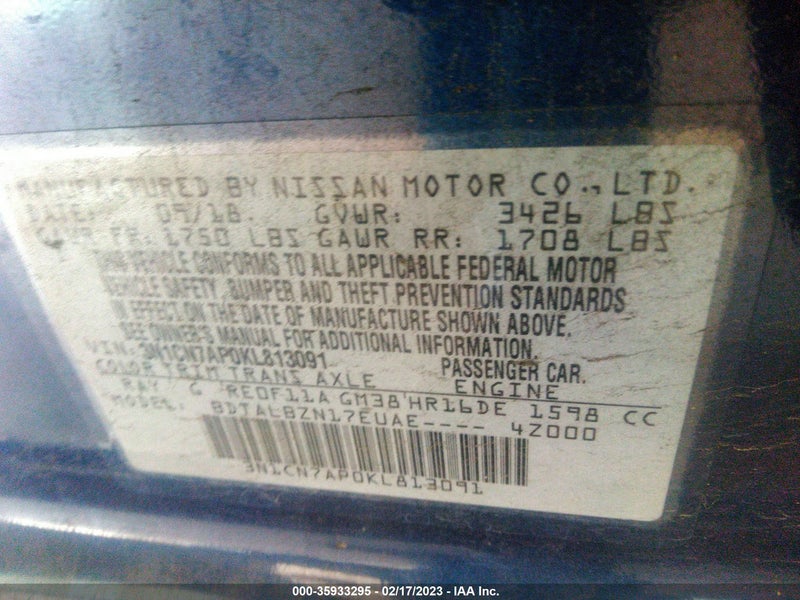 MANUFACTURED BY NISSAN MOTOR CO., LTD.
DATE: 09/18. GVWR: 3426 LBS
GAWR FR: 1750 LBS GAWR RR: 1708 LBS
THIS VEHICLE CONFORMS TO ALL APPLICABLE FEDERAL MOTOR
VEHICLE SAFETY, BUMPER AND THEFT PREVENTION STANDARDS
IN EFFECT ON THE DATE OF MANUFACTURE SHOWN ABOVE.
SEE OWNER'S MANUAL FOR ADDITIONAL INFORMATION.
VIN: 3N1CN7AP0KL813091 PASSENGER CAR.
COLOR TRIM TRANS AXLE ENGINE
RAY G RE0F11A GM38 HR16DE 1598 CC
BDTALBZN17EUAE---- 4Z000
3N1CN7AP0KL813091
000-35933295 - 02/17/2023 - IAA Inc.